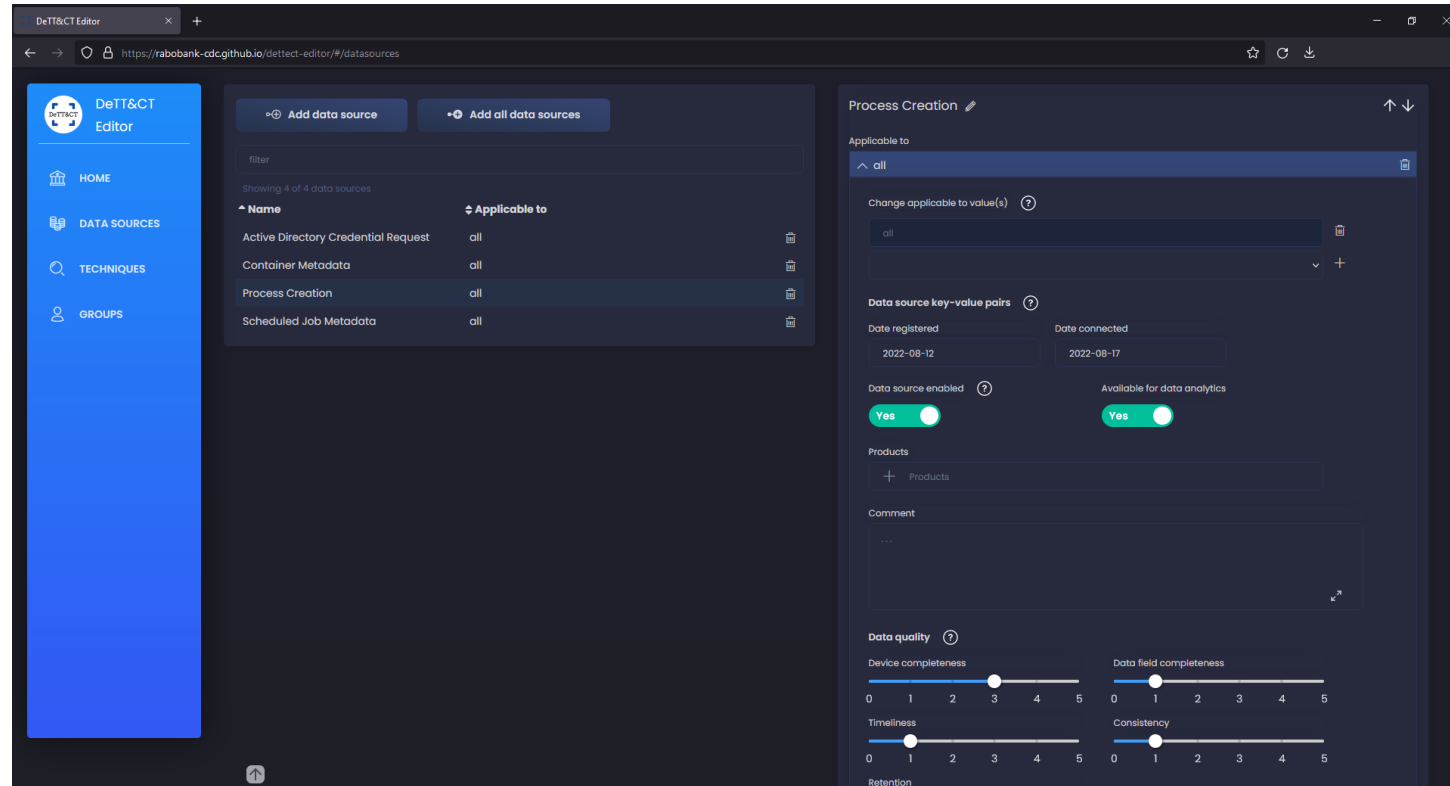 DeTT&CT Editor
https://rabobank-cdc.github.io/dettect-editor/#/datasources
DeTT&CT
DeTT&CT
Editor
HOME
DATA SOURCES
TECHNIQUES
GROUPS
Add data source
Add all data sources
filter
Showing 4 of 4 data sources
Name Applicable to
Active Directory Credential Request all
Container Metadata all
Process Creation all
Scheduled Job Metadata all
Process Creation
Applicable to
all
Change applicable to value(s) ?
all
Data source key-value pairs ?
Date registered Date connected
2022-08-12 2022-08-17
Data source enabled ? Available for data analytics
Yes Yes
Products
Products
Comment
...
Data quality ?
Device completeness Data field completeness
0 1 2 3 4 5 0 1 2 3 4 5
Timeliness Consistency
0 1 2 3 4 5 0 1 2 3 4 5
Retention